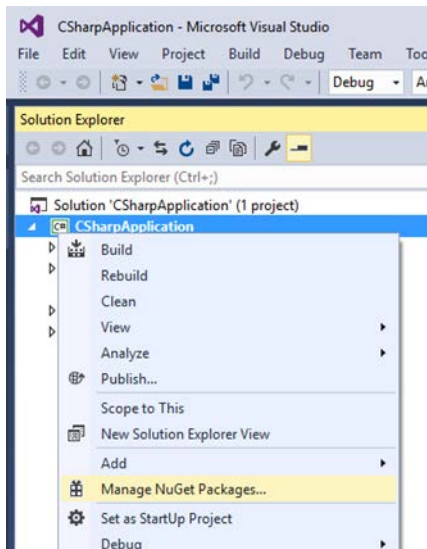 CSharpApplication - Microsoft Visual Studio
File Edit View Project Build Debug Team
Debug
Solution Explorer
Search Solution Explorer (Ctrl+;)
Solution 'CSharpApplication' (1 project)
C# CSharpApplication
Build
Rebuild
Clean
View
Analyze
Publish...
Scope to This
New Solution Explorer View
Add
Manage NuGet Packages...
Set as StartUp Project
Debug